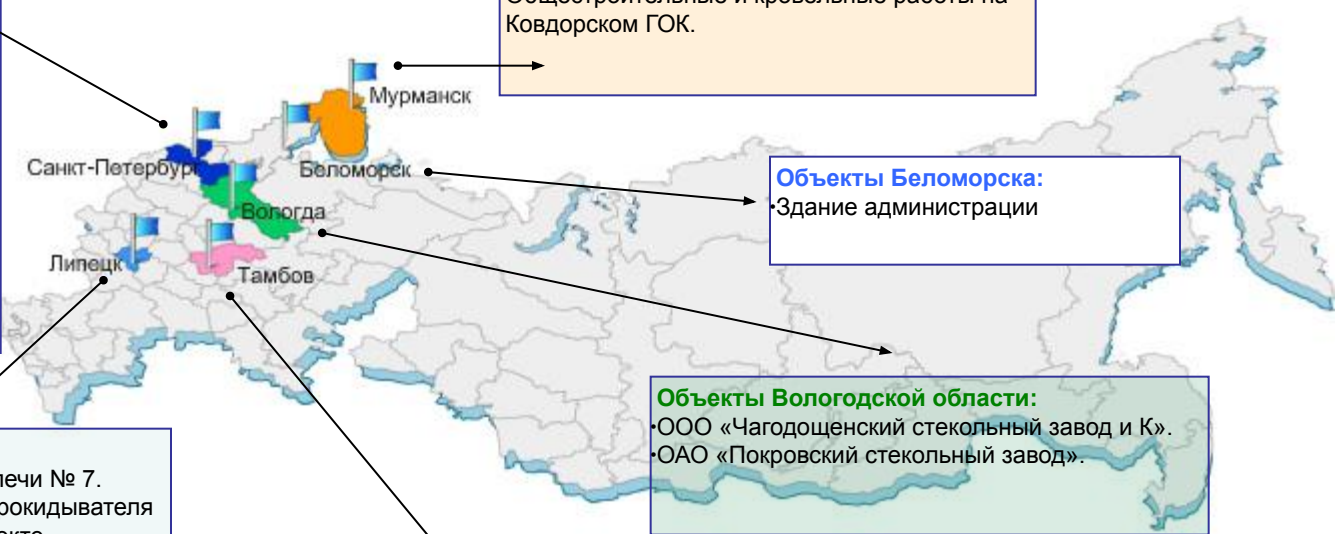 Ковдорском ГОК.
Мурманск
Санкт-Петербург
Беломорск
Объекты Беломорска:
•Здание администрации
Вологда
Липецк
Тамбов
Объекты Вологодской области:
•ООО «Чагодощенский стекольный завод и К».
•ОАО «Покровский стекольный завод».
печи № 7.